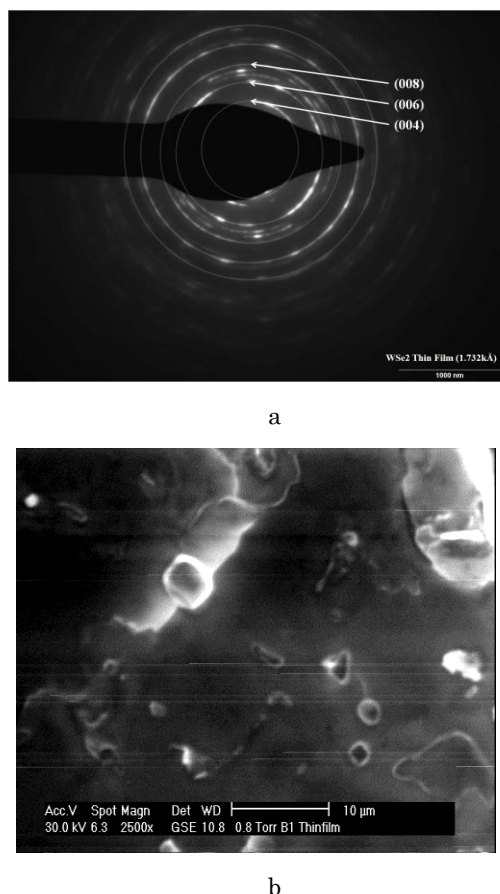 (008)
(006)
(004)
WSe2 Thin Film (1.732kÅ)
1000 nm
a
Acc.V Spot Magn Det WD 10 µm
30.0 kV 6.3 2500x GSE 10.8 0.8 Torr B1 Thinfilm
b